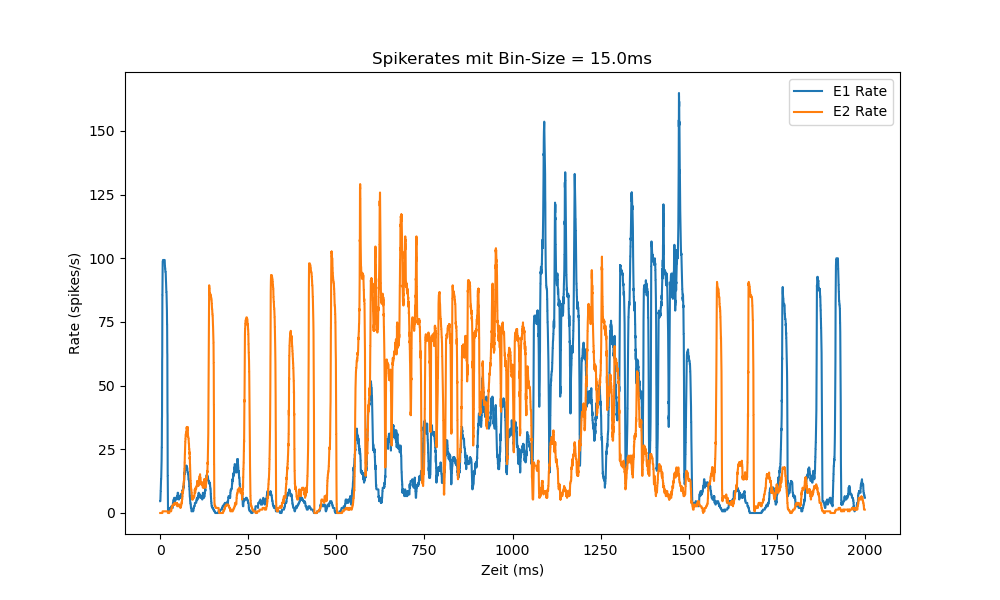 Spikerates mit Bin-Size = 15.0ms
E1 Rate
E2 Rate
150
125
100
75
50
25
0
Rate (spikes/s)
0 250 500 750 1000 1250 1500 1750 2000
Zeit (ms)